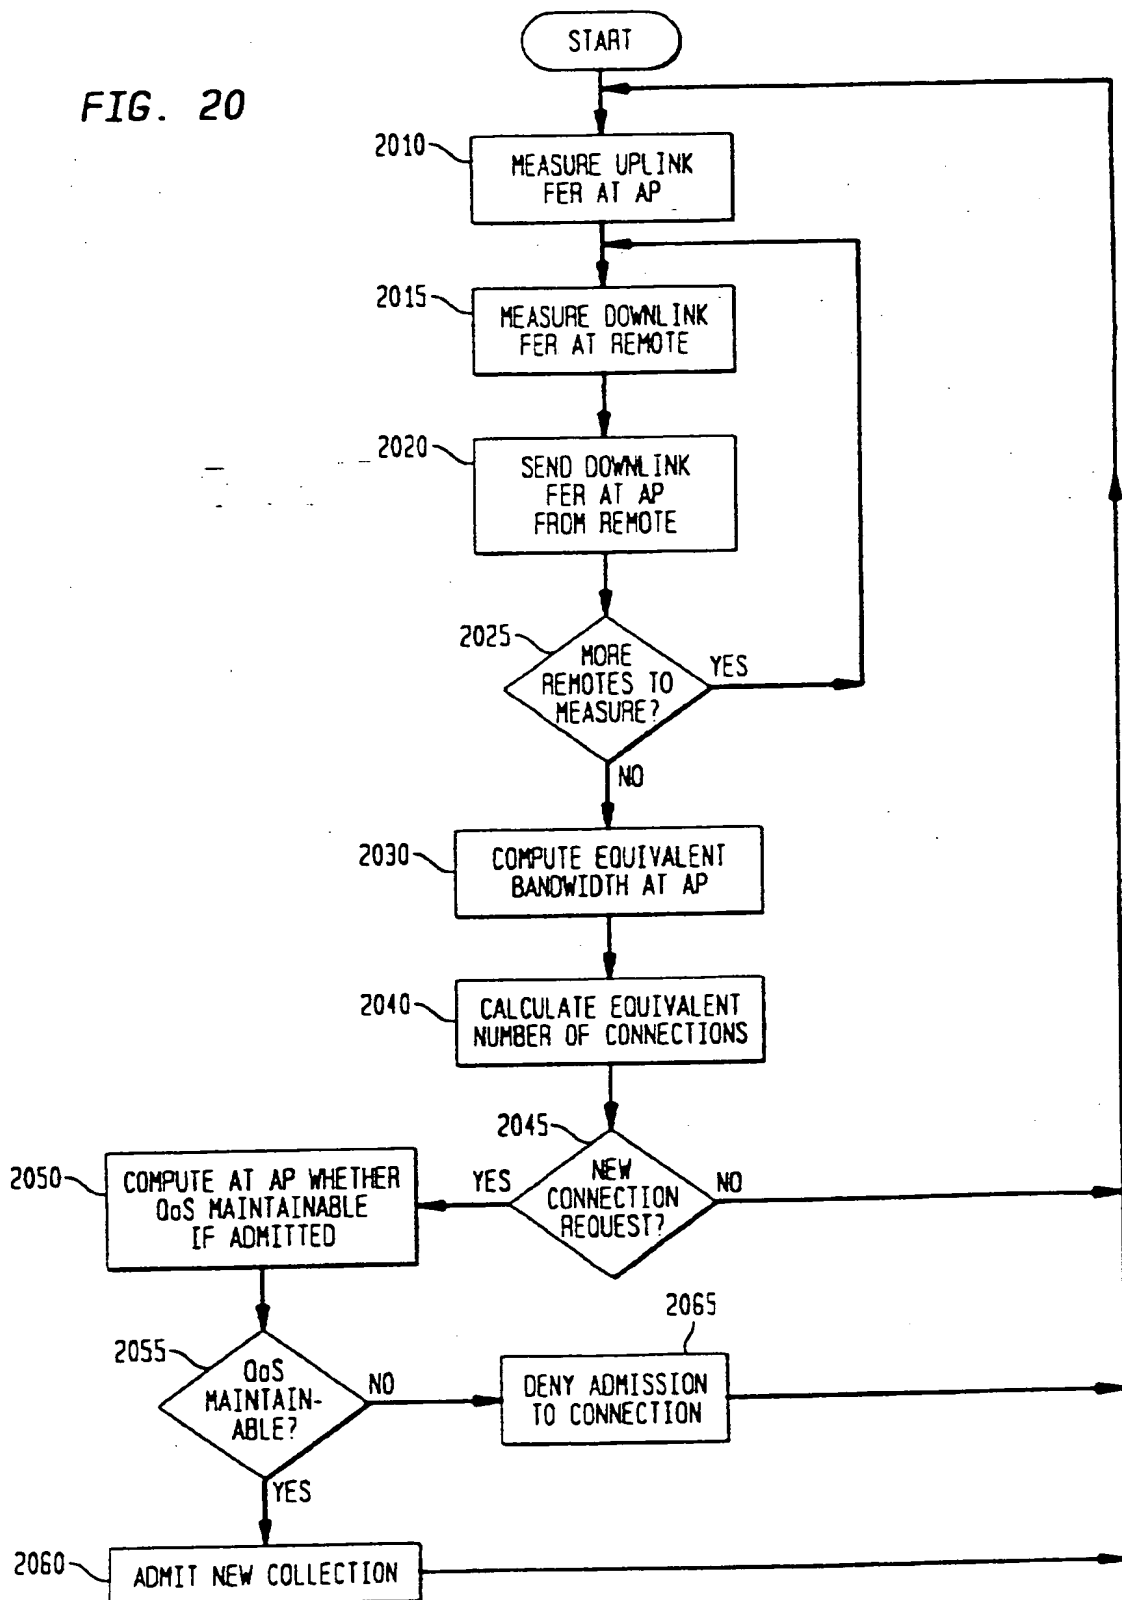 START
FIG. 20
2010
MEASURE UPLINK
FER AT AP
2015
MEASURE DOWNLINK
FER AT REMOTE
2020
SEND DOWNLINK
FER AT AP
FROM REMOTE
2025
MORE
REMOTES TO
MEASURE?
YES
NO
2030
COMPUTE EQUIVALENT
BANDWIDTH AT AP
2040
CALCULATE EQUIVALENT
NUMBER OF CONNECTIONS
2045
NEW
CONNECTION
REQUEST?
YES
NO
2050
COMPUTE AT AP WHETHER
QoS MAINTAINABLE
IF ADMITTED
2055
QoS
MAINTAIN-
ABLE?
NO
2065
DENY ADMISSION
TO CONNECTION
YES
2060
ADMIT NEW COLLECTION